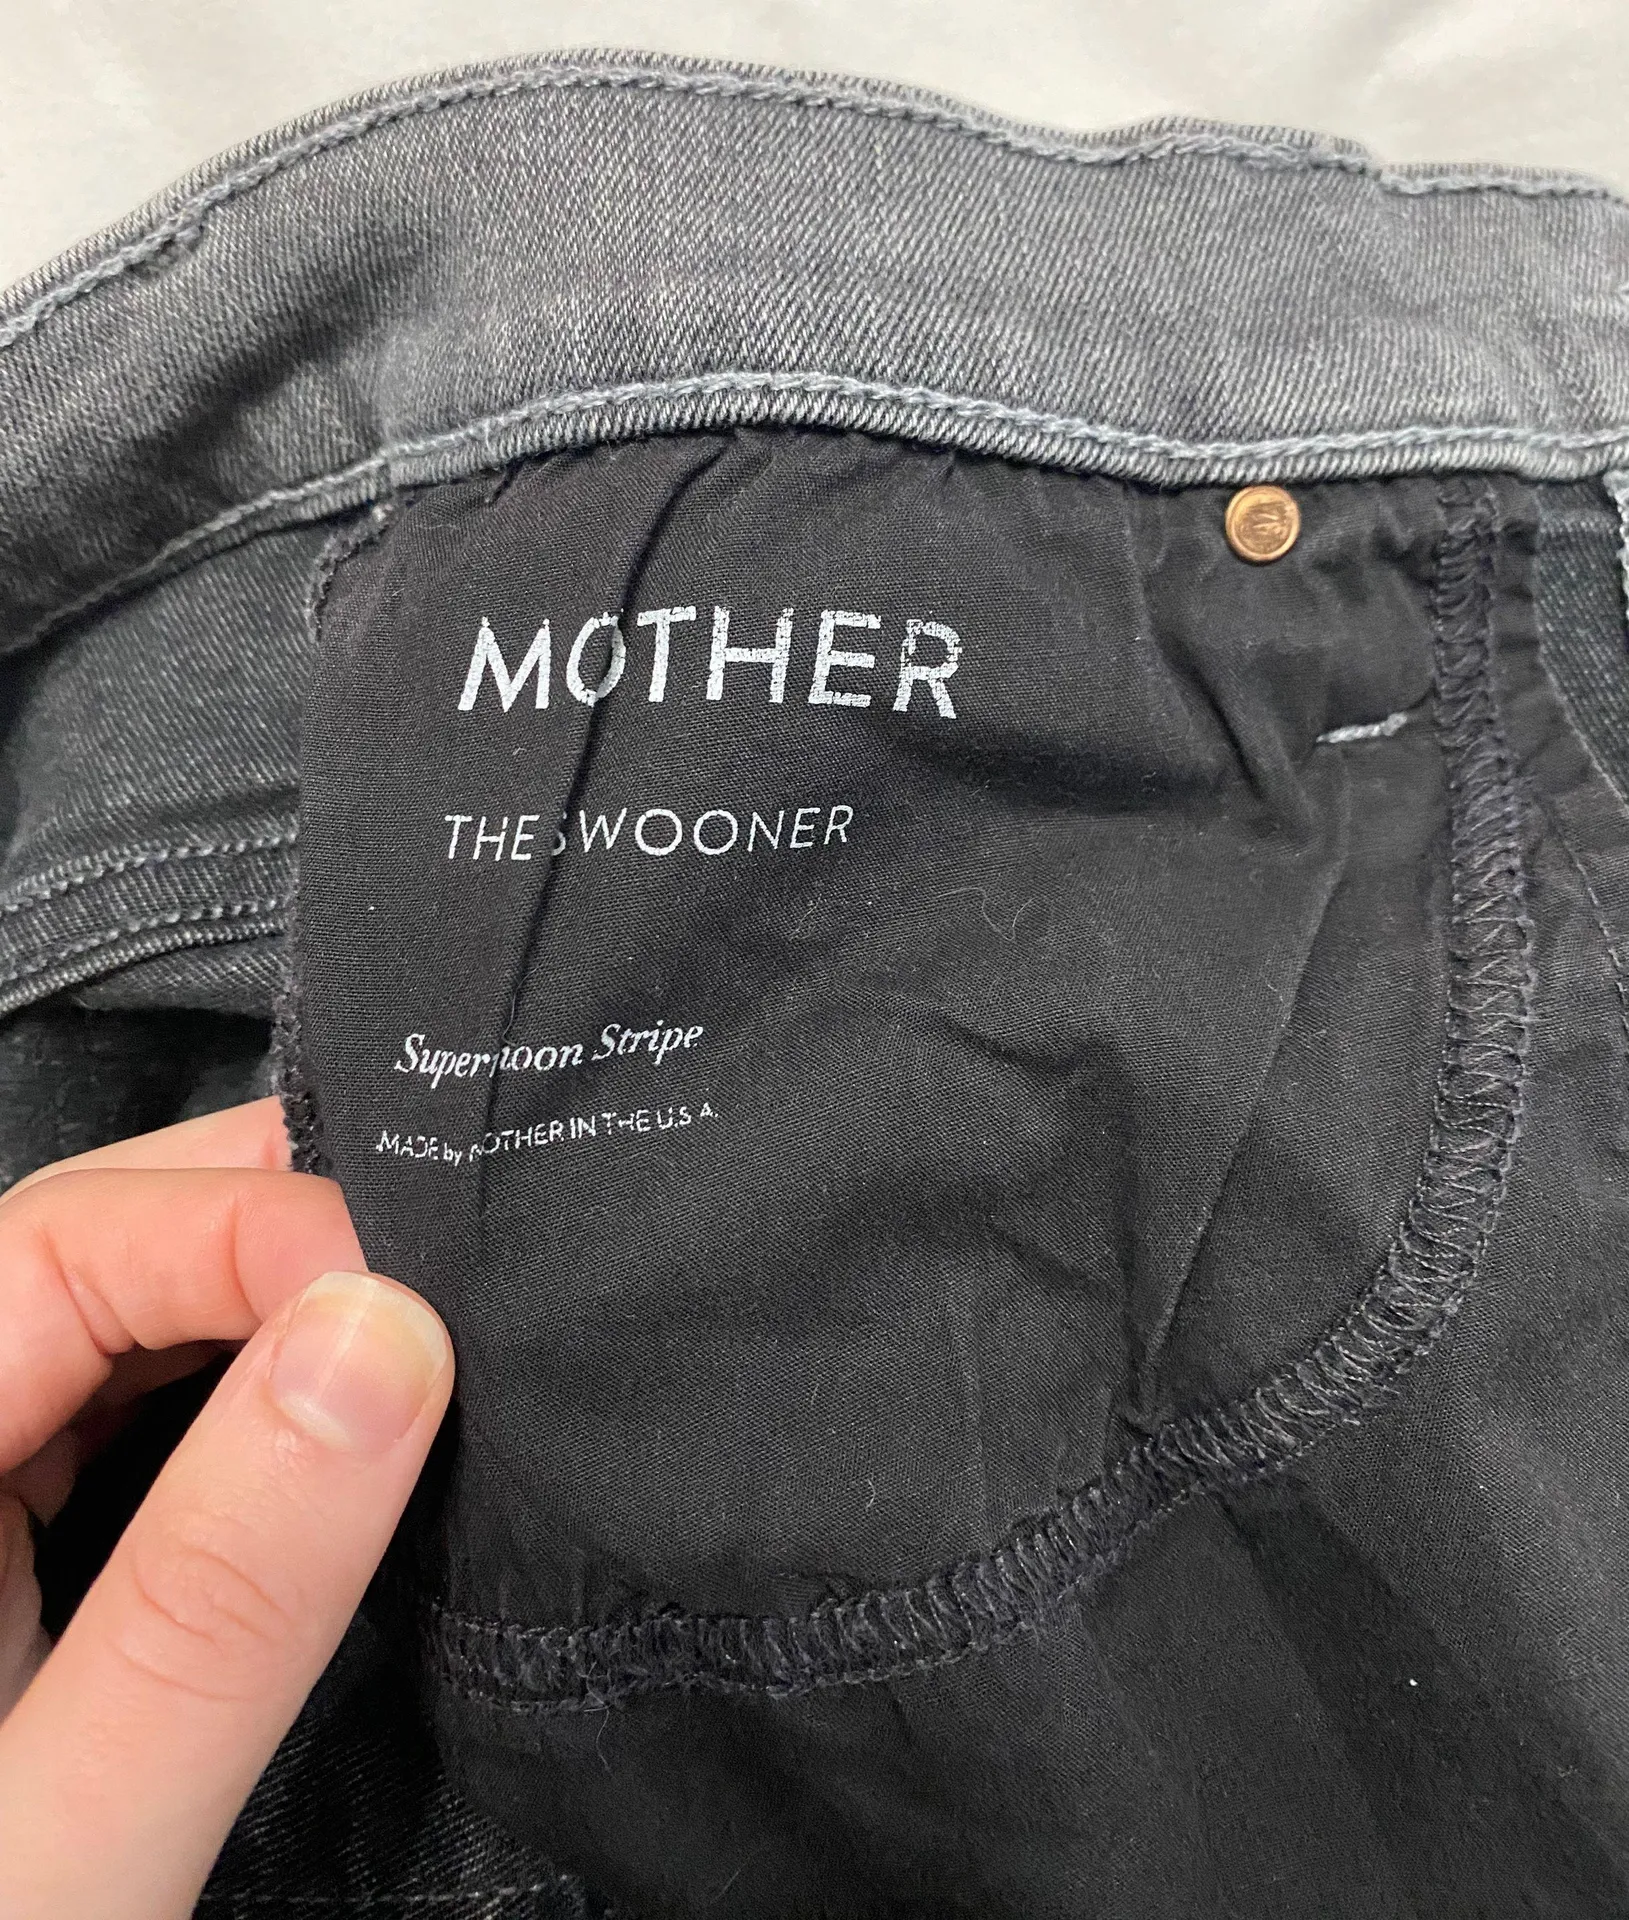 MOTHER
THE SWOONER
Supermoon Stripe
MADE by MOTHER IN THE U.S.A.